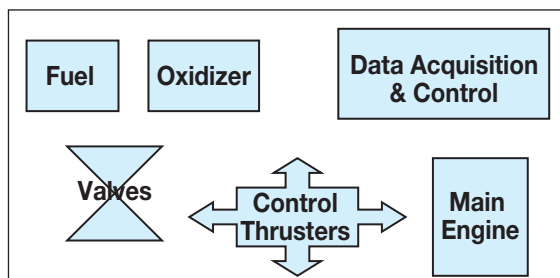 Fuel
Oxidizer
Data Acquisition
& Control
Valves
Control
Thrusters
Main
Engine